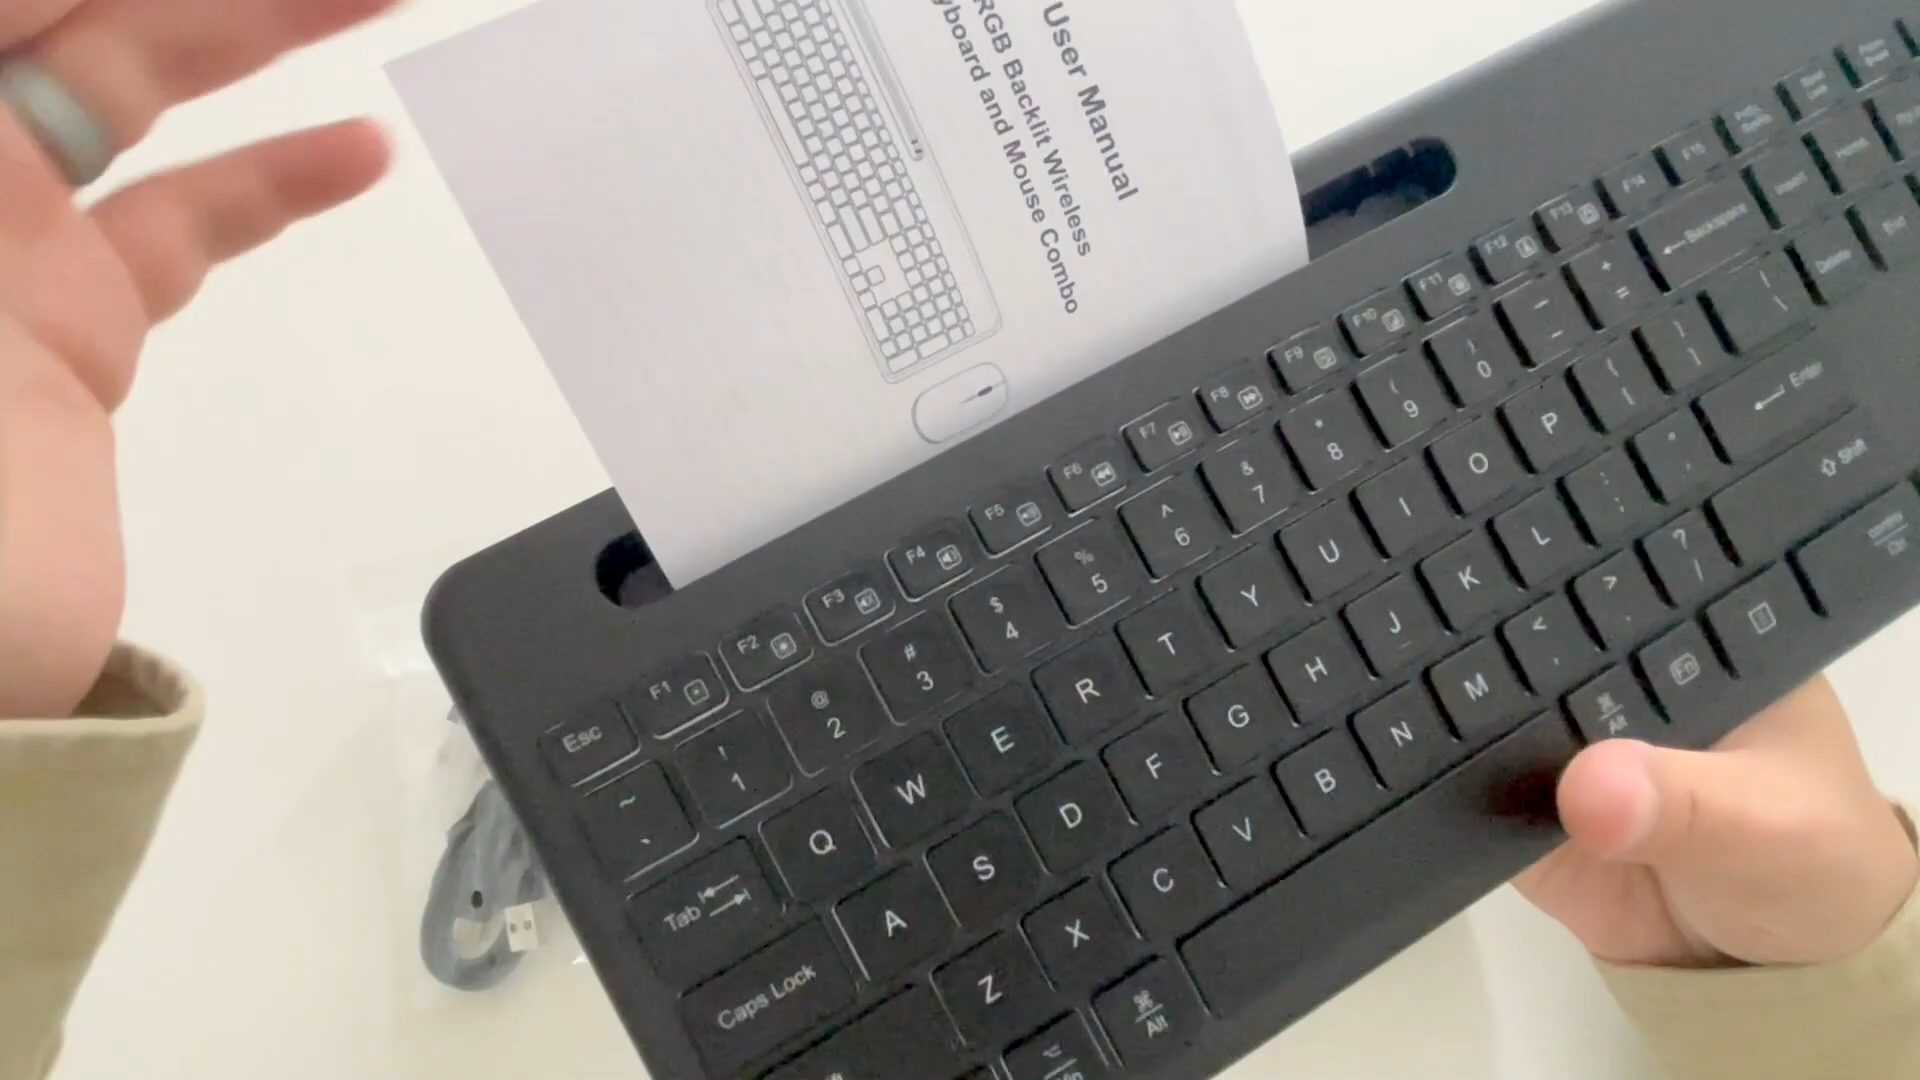 User Manual
RGB Backlit Wireless
yboard and Mouse Combo
Esc F1 F2 F3 F4 F5 F6 F7 F8 F9 F10 F11 F12 F13 F14 F15
~ ! @ # $ % ^ & * ( ) — +
` 1 2 3 4 5 6 7 8 9 0 - = ← Backspace Insert Home
Tab Q W E R T Y U I O P { [ } ] | \ Delete End
Caps Lock A S D F G H J K L : ; " ' Enter
Z X C V B N M < , > . ? / ⇧ Shift
⌘ Alt ⌘ Alt Fn control Ctrl